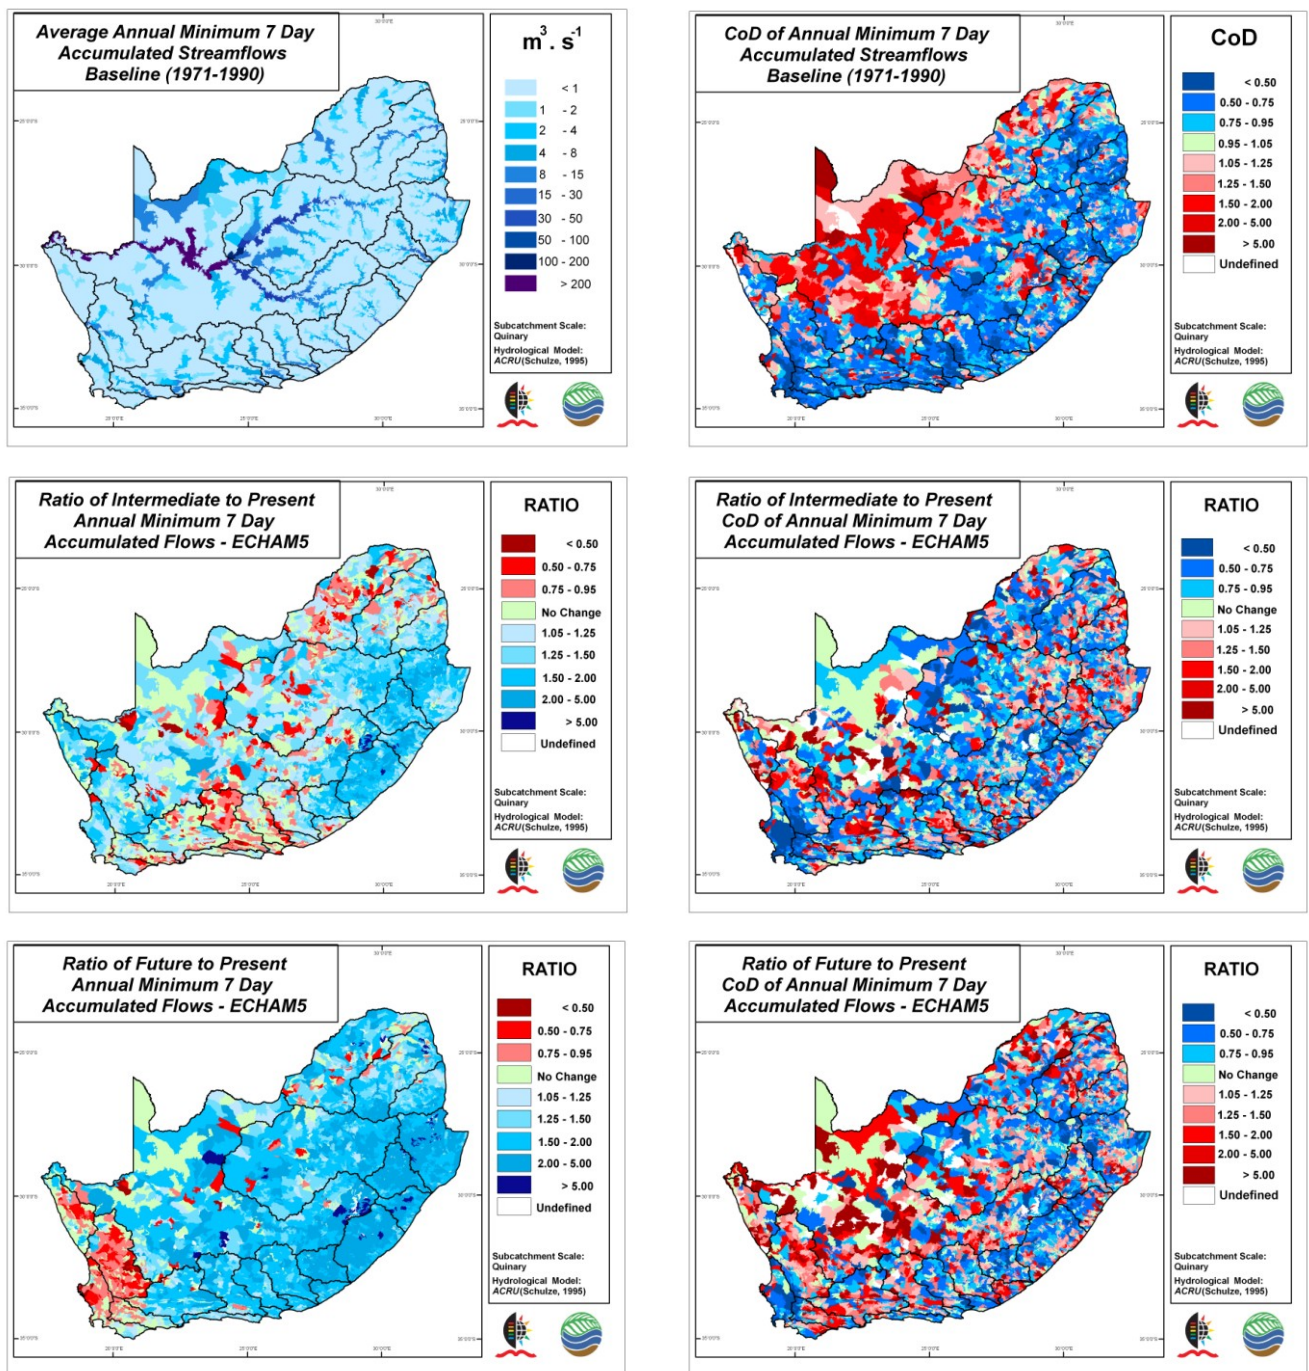 Average Annual Minimum 7 Day
Accumulated Streamflows
Baseline (1971-1990)
m³ . s⁻¹
< 1
1 - 2
2 - 4
4 - 8
8 - 15
15 - 30
30 - 50
50 - 100
100 - 200
> 200
Subcatchment Scale:
Quinary
Hydrological Model:
ACRU(Schulze, 1995)
CoD of Annual Minimum 7 Day
Accumulated Streamflows
Baseline (1971-1990)
CoD
< 0.50
0.50 - 0.75
0.75 - 0.95
0.95 - 1.05
1.05 - 1.25
1.25 - 1.50
1.50 - 2.00
2.00 - 5.00
> 5.00
Undefined
Subcatchment Scale:
Quinary
Hydrological Model:
ACRU(Schulze, 1995)
Ratio of Intermediate to Present
Annual Minimum 7 Day
Accumulated Flows - ECHAM5
RATIO
< 0.50
0.50 - 0.75
0.75 - 0.95
No Change
1.05 - 1.25
1.25 - 1.50
1.50 - 2.00
2.00 - 5.00
> 5.00
Undefined
Subcatchment Scale:
Quinary
Hydrological Model:
ACRU(Schulze, 1995)
Ratio of Intermediate to Present
CoD of Annual Minimum 7 Day
Accumulated Flows - ECHAM5
RATIO
< 0.50
0.50 - 0.75
0.75 - 0.95
No Change
1.05 - 1.25
1.25 - 1.50
1.50 - 2.00
2.00 - 5.00
> 5.00
Undefined
Subcatchment Scale:
Quinary
Hydrological Model:
ACRU(Schulze, 1995)
Ratio of Future to Present
Annual Minimum 7 Day
Accumulated Flows - ECHAM5
RATIO
< 0.50
0.50 - 0.75
0.75 - 0.95
No Change
1.05 - 1.25
1.25 - 1.50
1.50 - 2.00
2.00 - 5.00
> 5.00
Undefined
Subcatchment Scale:
Quinary
Hydrological Model:
ACRU(Schulze, 1995)
Ratio of Future to Present
CoD of Annual Minimum 7 Day
Accumulated Flows - ECHAM5
RATIO
< 0.50
0.50 - 0.75
0.75 - 0.95
No Change
1.05 - 1.25
1.25 - 1.50
1.50 - 2.00
2.00 - 5.00
> 5.00
Undefined
Subcatchment Scale:
Quinary
Hydrological Model:
ACRU(Schulze, 1995)